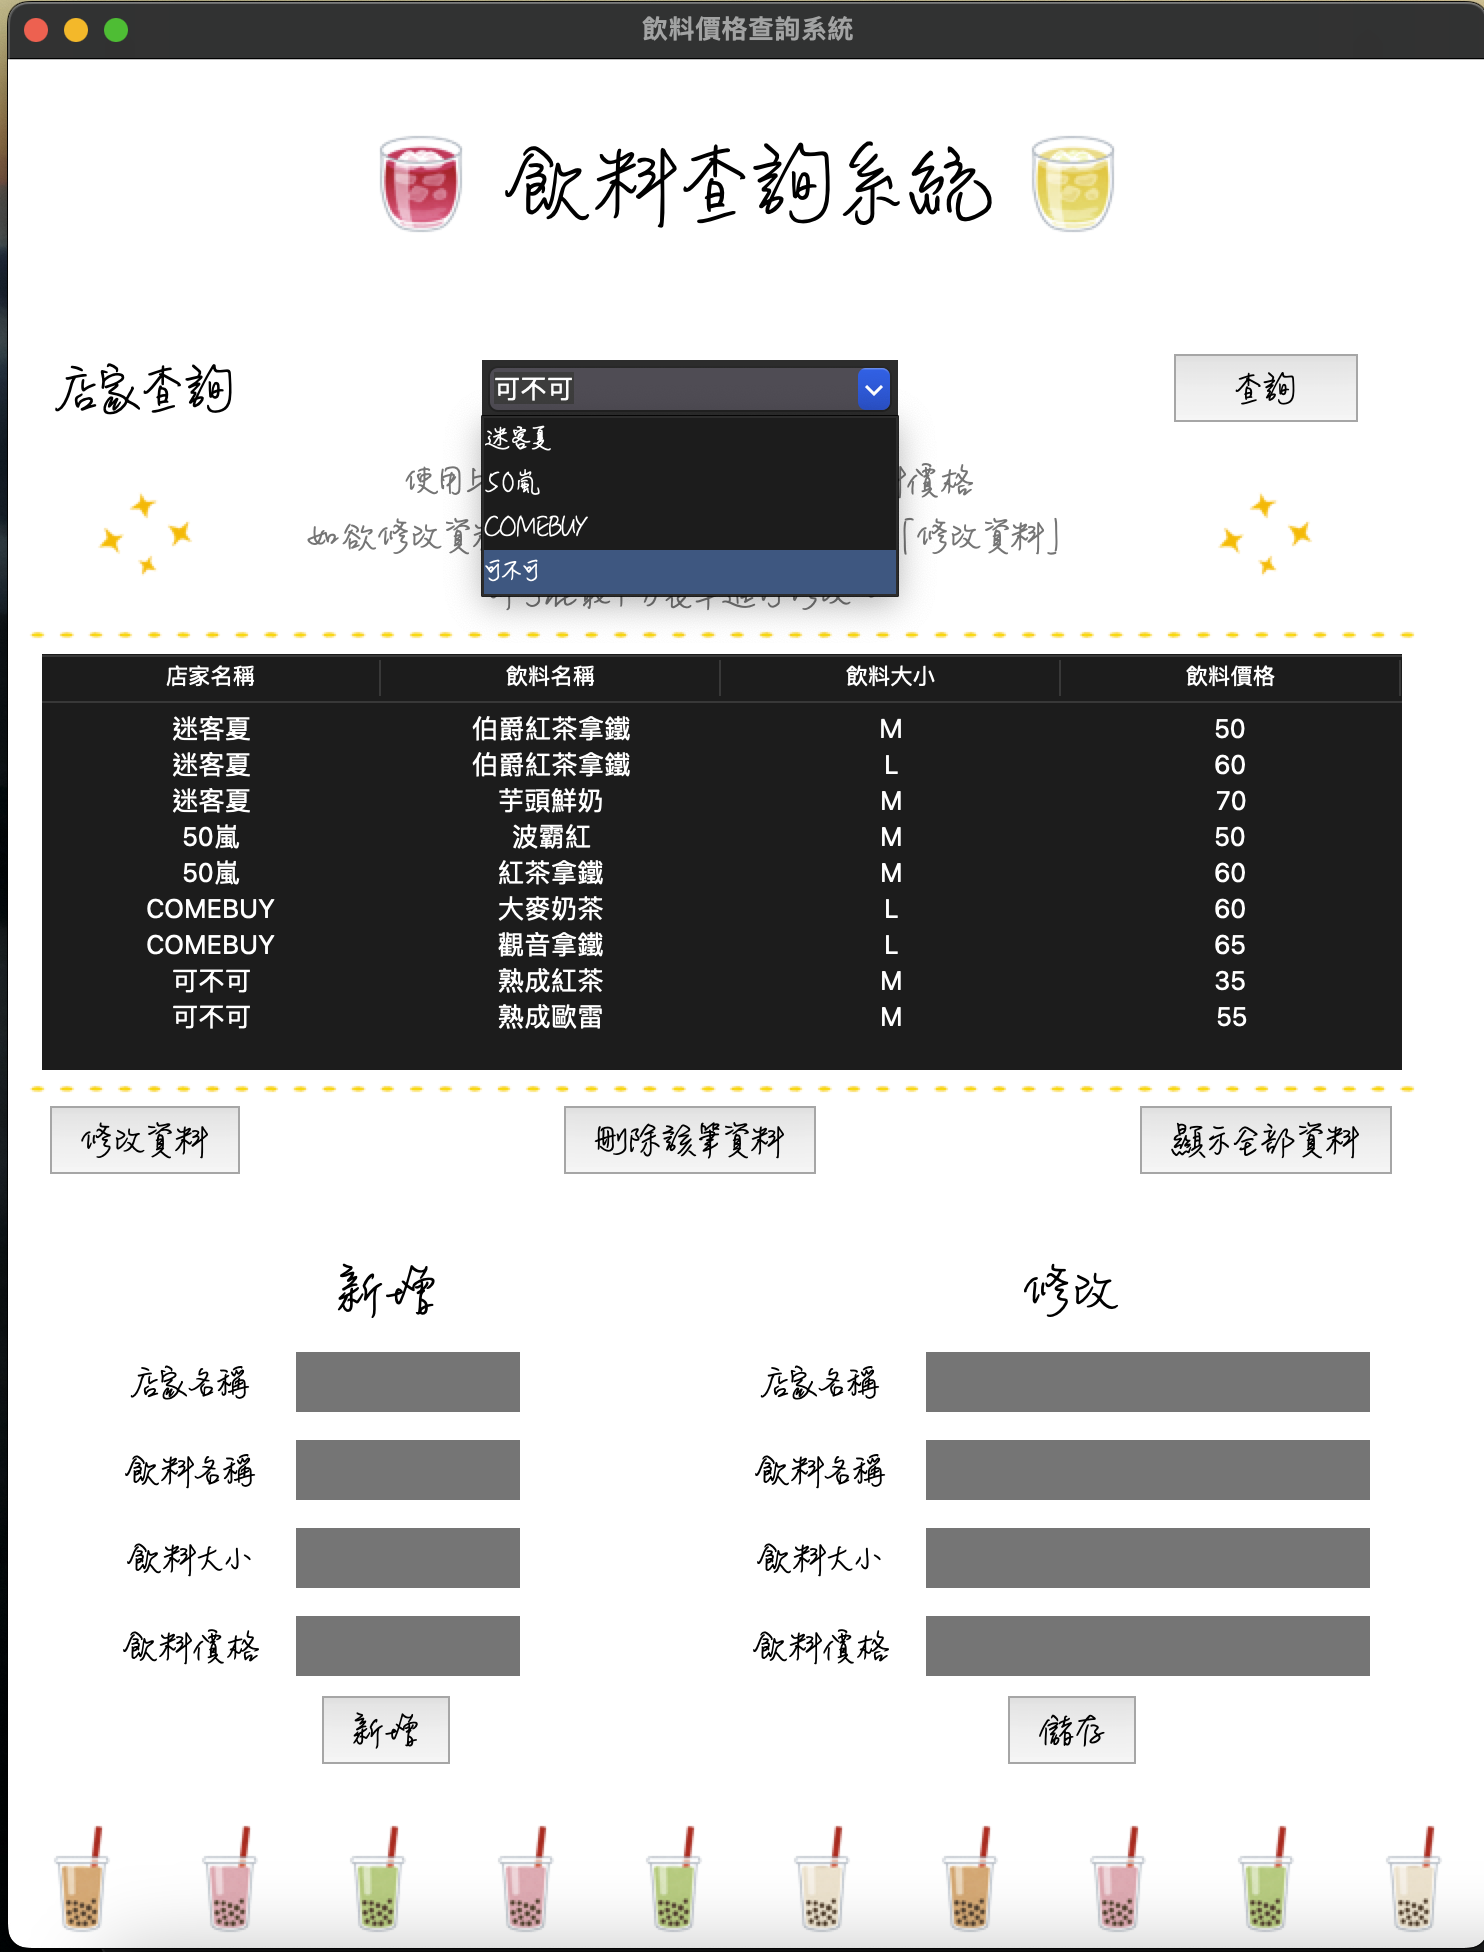 飲料價格查詢系統
飲料查詢系統
店家查詢 可不可 查詢
迷客夏
使用 50嵐 價格
如欲修改資 COMEBUY 「修改資料」
可不可
店家名稱 飲料名稱 飲料大小 飲料價格
迷客夏 伯爵紅茶拿鐵 M 50
迷客夏 伯爵紅茶拿鐵 L 60
迷客夏 芋頭鮮奶 M 70
50嵐 波霸紅 M 50
50嵐 紅茶拿鐵 M 60
COMEBUY 大麥奶茶 L 60
COMEBUY 觀音拿鐵 L 65
可不可 熟成紅茶 M 35
可不可 熟成歐雷 M 55
修改資料 刪除該筆資料 顯示全部資料
新增 修改
店家名稱 店家名稱
飲料名稱 飲料名稱
飲料大小 飲料大小
飲料價格 飲料價格
新增 儲存